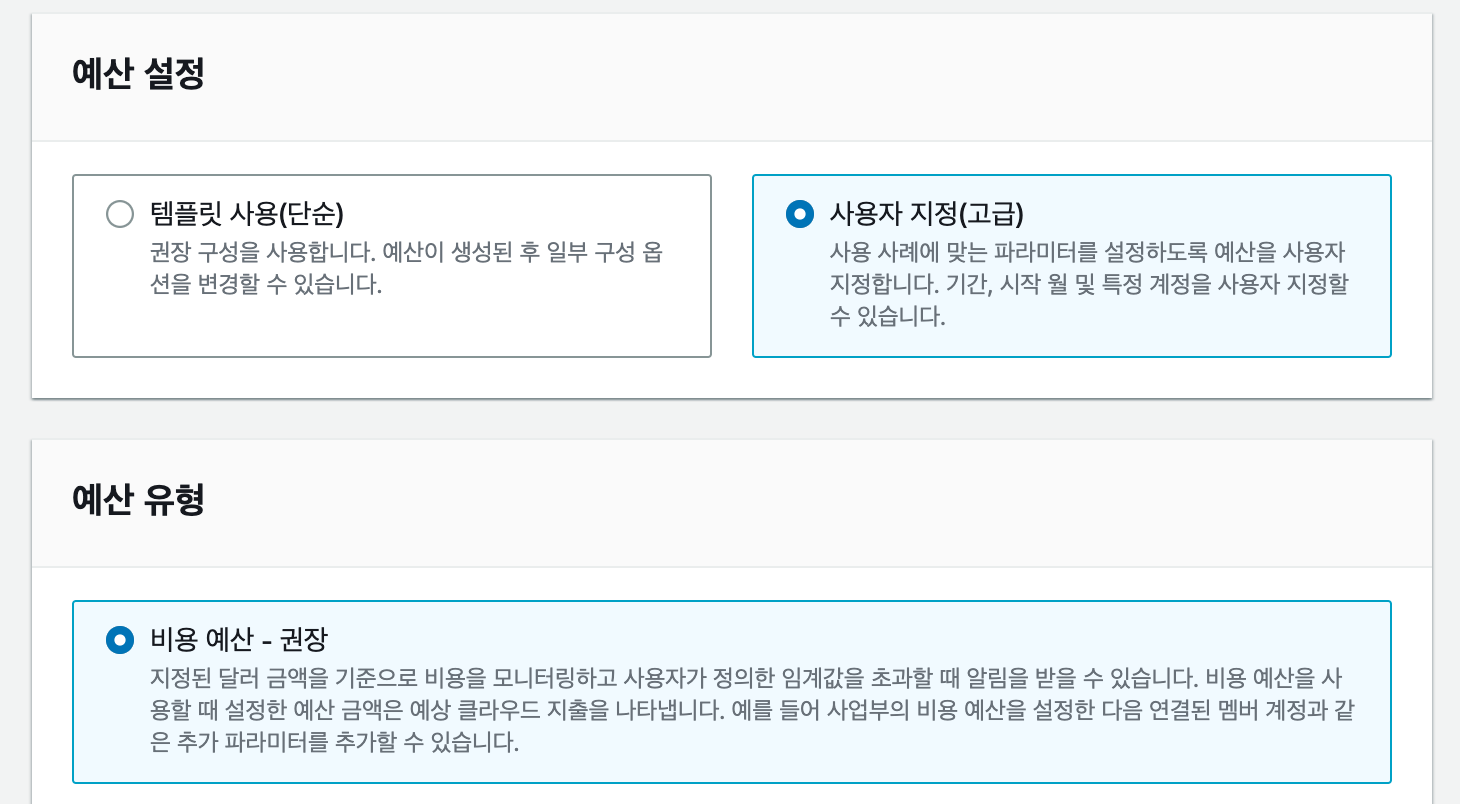 예산 설정
템플릿 사용(단순)
권장 구성을 사용합니다. 예산이 생성된 후 일부 구성 옵
션을 변경할 수 있습니다.
사용자 지정(고급)
사용 사례에 맞는 파라미터를 설정하도록 예산을 사용자
지정합니다. 기간, 시작 월 및 특정 계정을 사용자 지정할
수 있습니다.
예산 유형
비용 예산 - 권장
지정된 달러 금액을 기준으로 비용을 모니터링하고 사용자가 정의한 임계값을 초과할 때 알림을 받을 수 있습니다. 비용 예산을 사
용할 때 설정한 예산 금액은 예상 클라우드 지출을 나타냅니다. 예를 들어 사업부의 비용 예산을 설정한 다음 연결된 멤버 계정과 같
은 추가 파라미터를 추가할 수 있습니다.